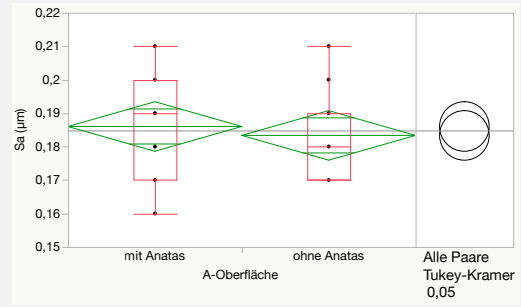 0,22
0,21
0,2
0,19
0,18
0,17
0,16
0,15
Sa (µm)
mit Anatas
ohne Anatas
A-Oberfläche
Alle Paare
Tukey-Kramer
0,05